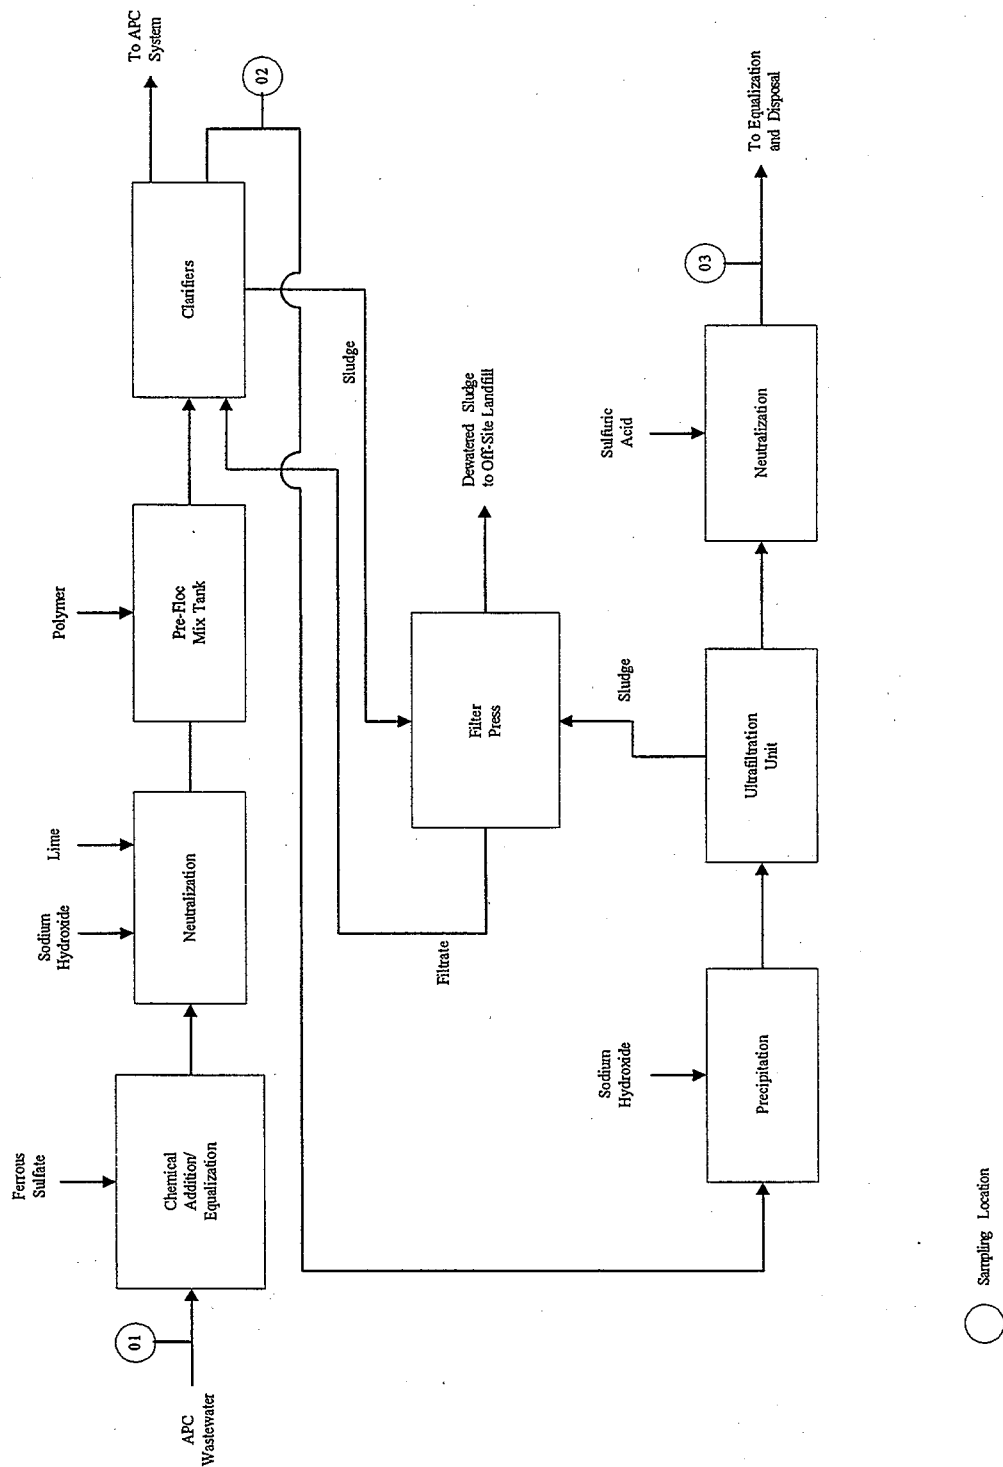 APC
Wastewater
01
Ferrous
Sulfate
Chemical
Addition/
Equalization
Sodium
Hydroxide
Lime
Neutralization
Polymer
Pre-Floc
Mix Tank
Clarifiers
To APC
System
02
Sludge
Filtrate
Filter
Press
Dewatered Sludge
to Off-Site Landfill
Sodium
Hydroxide
Precipitation
Sludge
Ultrafiltration
Unit
Sulfuric
Acid
Neutralization
03
To Equalization
and Disposal
Sampling Location